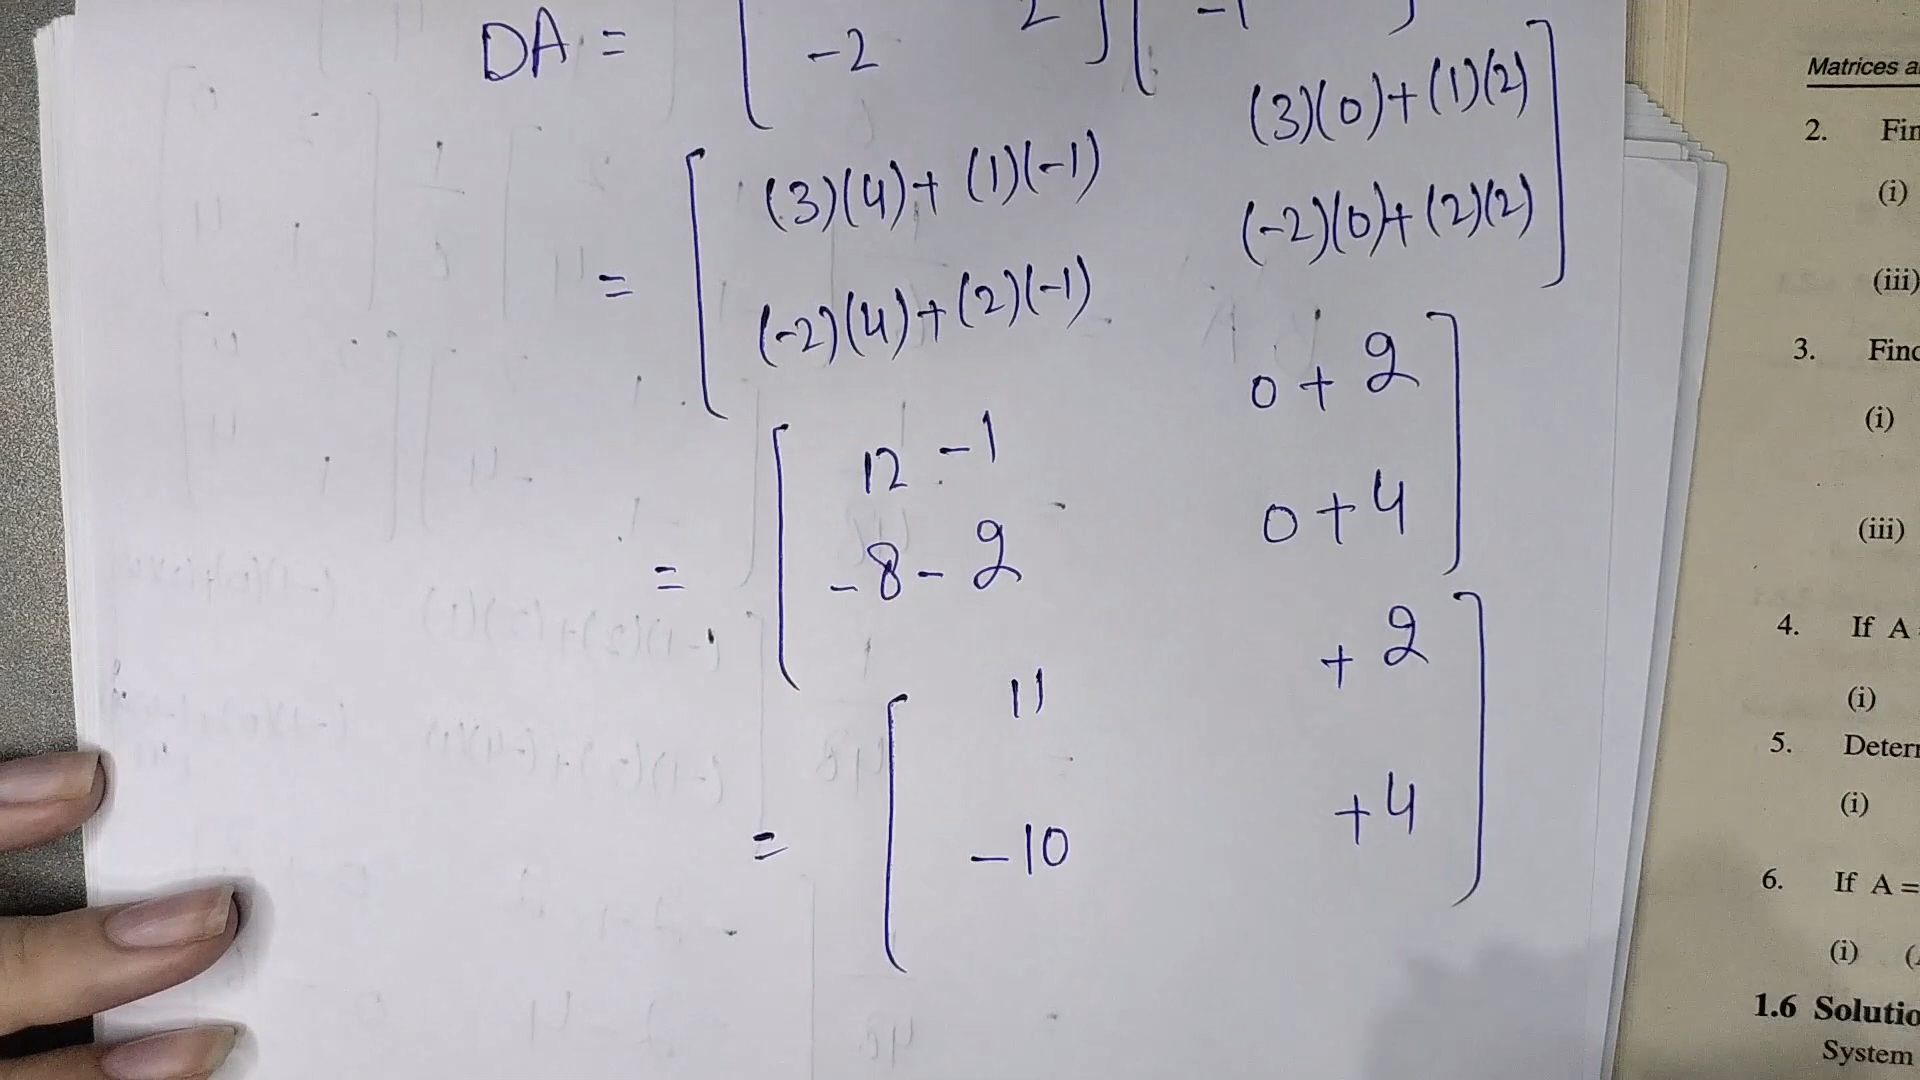 DA = [ -2 2 ] [ -1 ]
= [ (3)(4)+ (1)(-1) (3)(0)+(1)(2) ]
(-2)(4)+(2)(-1) (-2)(0)+(2)(2)
= [ 12 -1 0 + 2 ]
-8 - 2 0 + 4
= [ 11 + 2 ]
-10 + 4
Matrices a
2. Fin
(i)
(iii)
3. Find
(i)
(iii)
4. If A
(i)
5. Deter
(i)
6. If A =
(i) (
1.6 Solutio
System